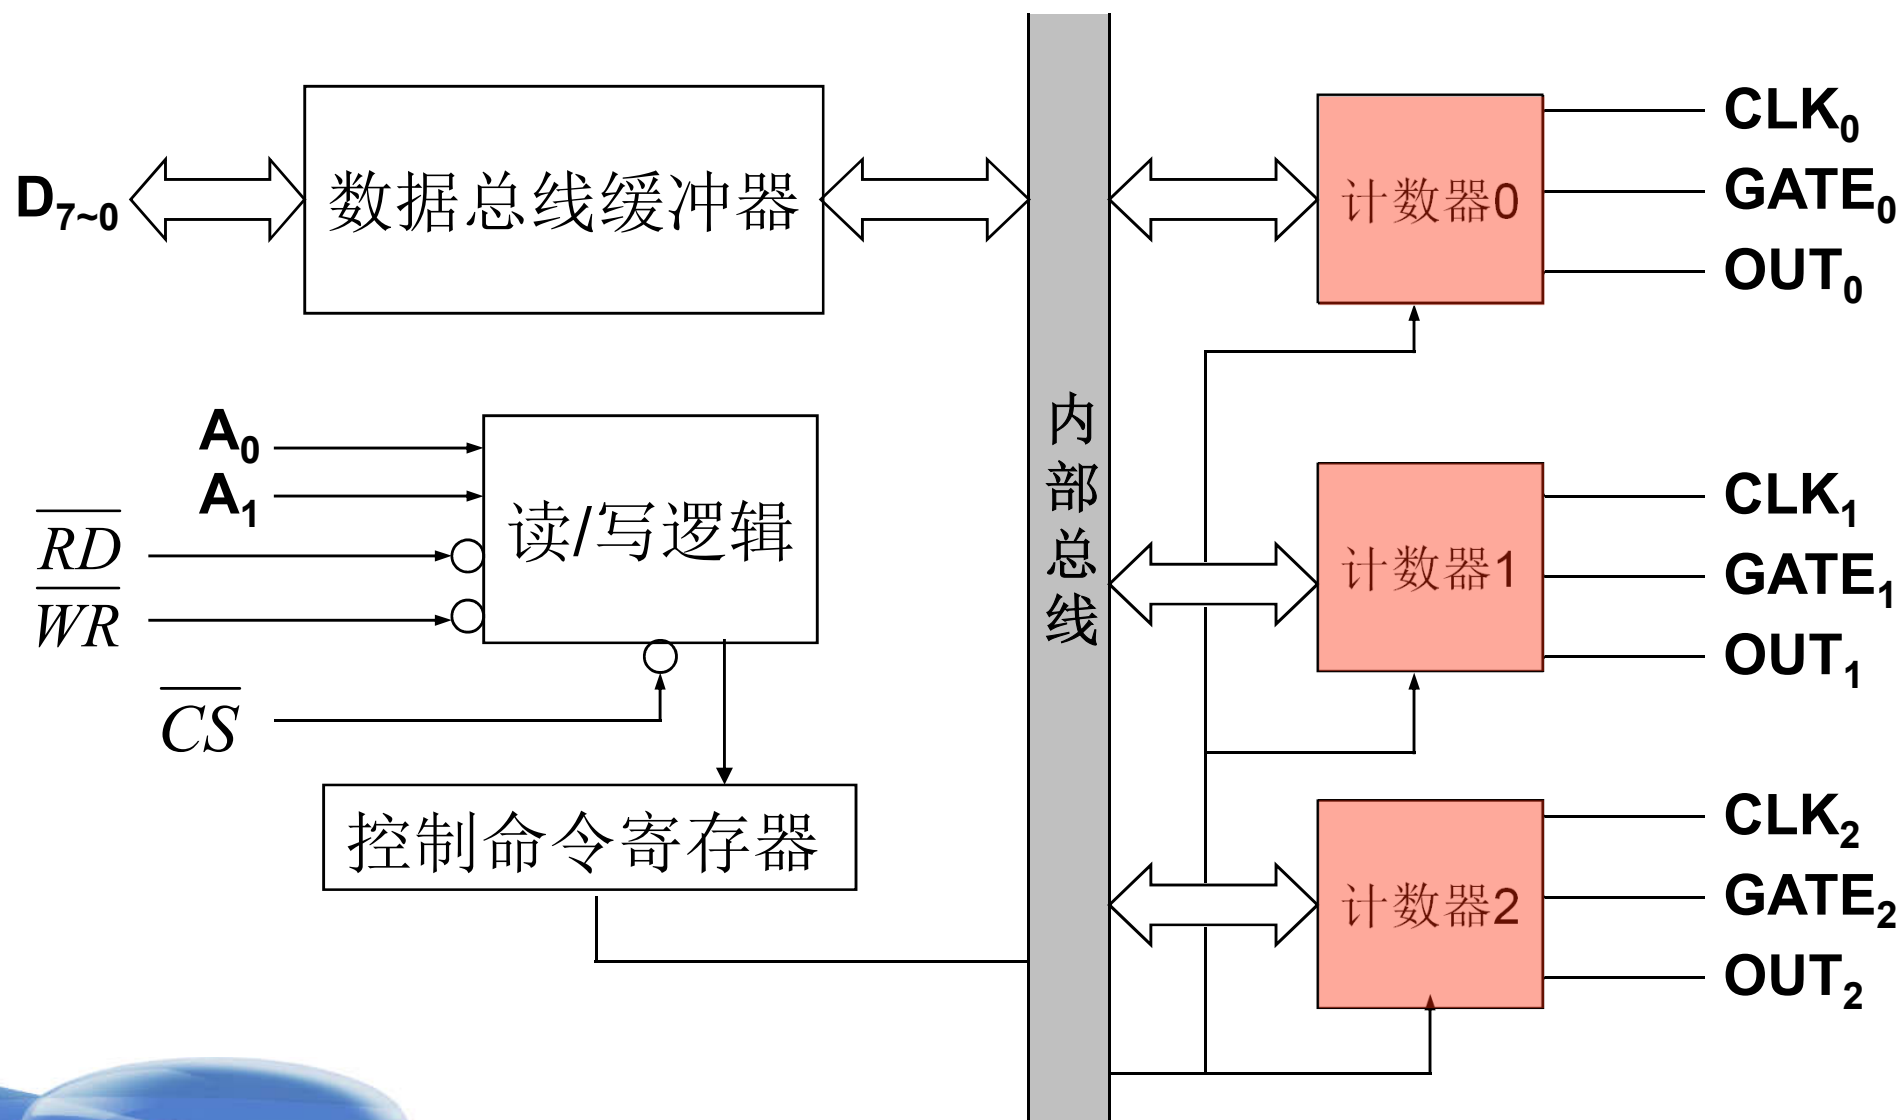 D7~0
数据总线缓冲器
A0
A1
RD
WR
读/写逻辑
CS
控制命令寄存器
内部总线
计数器0
CLK0
GATE0
OUT0
计数器1
CLK1
GATE1
OUT1
计数器2
CLK2
GATE2
OUT2